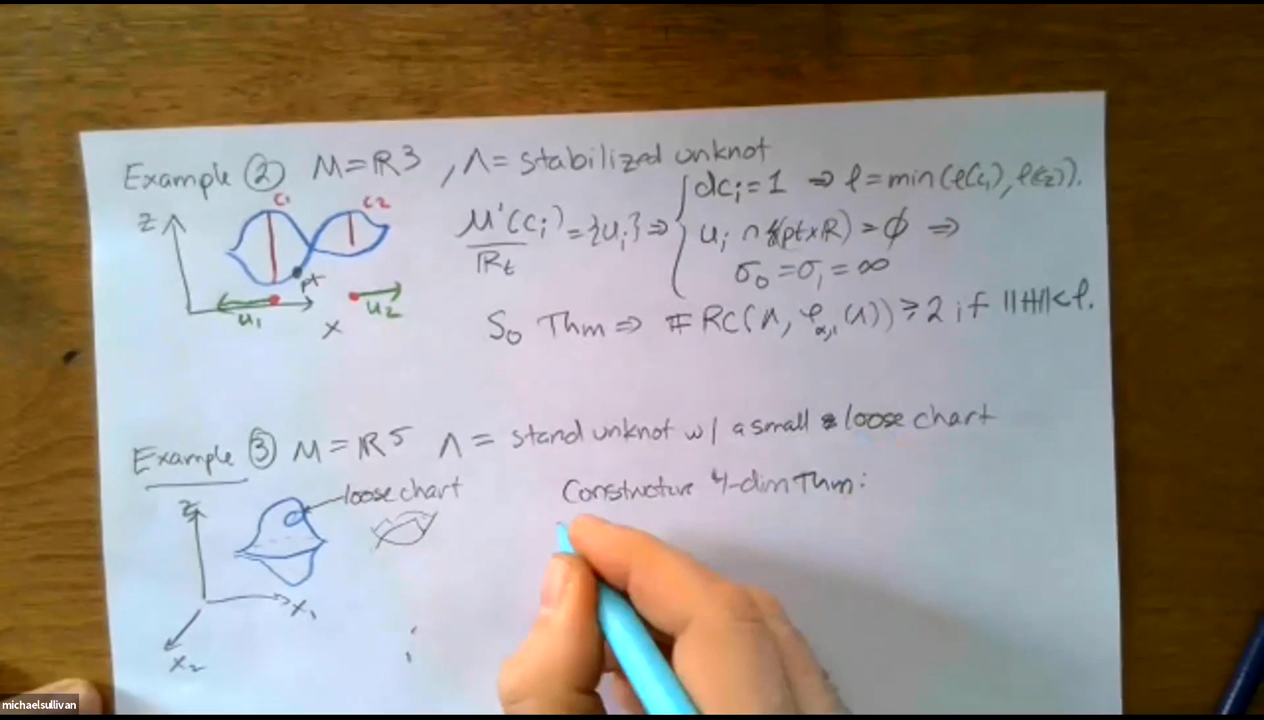 Example ② M=ℝ3, Λ= stabilized unknot
Z
C1
C2
pt
u1
u2
X
M'(ci) = {ui} ⇒
ℝt
dci = 1 ⇒ ℓ=min(ℓ(c1), ℓ(c2)).
ui ∩ (pt×ℝ) = ∅ ⇒
σ0 = σ1 = ∞
So Thm ⇒ # RC(Λ, φα,1(Λ)) ≥ 2 if ||H||<ℓ.
Example ③ M=ℝ5 Λ = stand unknot w/ a small loose chart
Z
loose chart
X1
X2
Constructive 4-dim Thm:
michaelsullivan